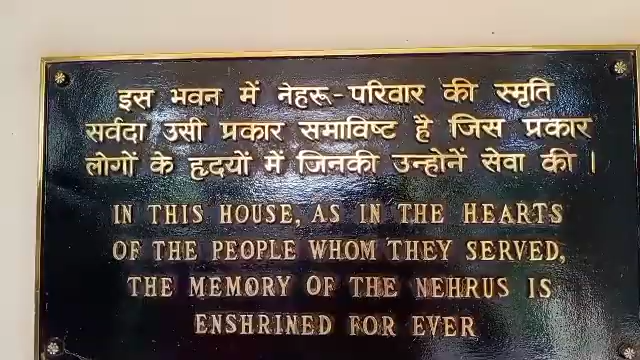 इस भवन में नेहरू-परिवार की स्मृति
सर्वदा उसी प्रकार समाविष्ट है जिस प्रकार
लोगों के हृदयों में जिनकी उन्होनें सेवा की।
IN THIS HOUSE, AS IN THE HEARTS
OF THE PEOPLE WHOM THEY SERVED,
THE MEMORY OF THE NEHRUS IS
ENSHRINED FOR EVER